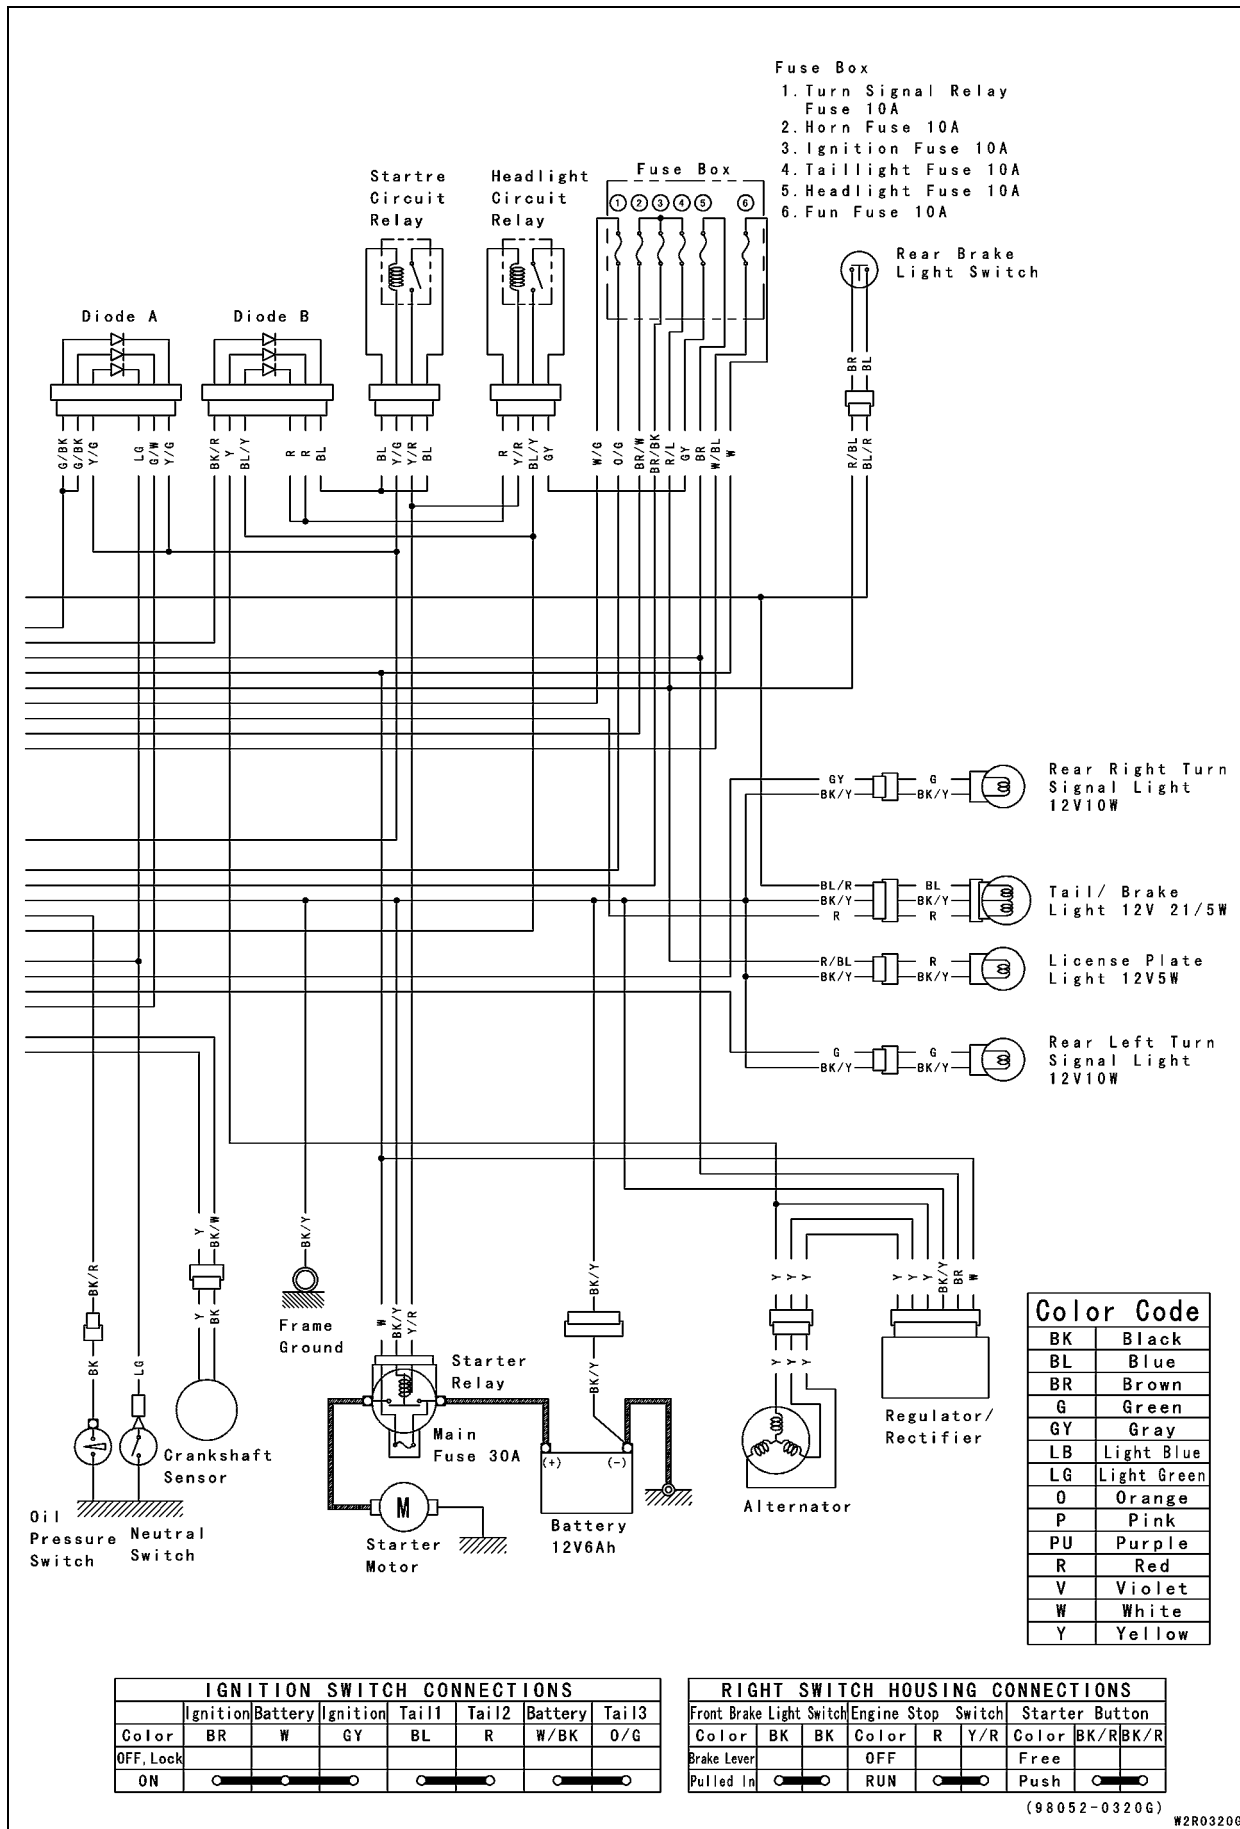 Fuse Box
1. Turn Signal Relay
Fuse 10A
2. Horn Fuse 10A
3. Ignition Fuse 10A
4. Taillight Fuse 10A
5. Headlight Fuse 10A
6. Fun Fuse 10A
Startre
Circuit
Relay
Headlight
Circuit
Relay
Fuse Box
1 2 3 4 5 6
Rear Brake
Light Switch
Diode A
Diode B
BR BL
G/BK G/BK Y/G LG G/W Y/G
BK/R Y BL/Y R R BL
BL Y/G Y/R BL
R Y/R BL/Y GY
W/G O/G BR/W BR/BK R/L GY BR W/BL W
R/BL BL/R
GY G
BK/Y BK/Y
Rear Right Turn
Signal Light
12V10W
BL/R BL
BK/Y BK/Y
R R
Tail/ Brake
Light 12V 21/5W
R/BL R
BK/Y BK/Y
License Plate
Light 12V5W
G G
BK/Y BK/Y
Rear Left Turn
Signal Light
12V10W
BK/R
BK
LG
Y BK/W
Y BK
BK/Y
Frame
Ground
W BK/Y Y/R
BK/Y
BK/Y
Y Y Y
Y Y Y
Y Y Y BK/Y BR W
Starter
Relay
Main
Fuse 30A
Crankshaft
Sensor
Oil
Pressure
Switch
Neutral
Switch
M
Starter
Motor
(+) (-)
Battery
12V6Ah
Alternator
Regulator/
Rectifier
Color Code
BK Black
BL Blue
BR Brown
G Green
GY Gray
LB Light Blue
LG Light Green
O Orange
P Pink
PU Purple
R Red
V Violet
W White
Y Yellow
IGNITION SWITCH CONNECTIONS
Ignition Battery Ignition Tail1 Tail2 Battery Tail3
Color BR W GY BL R W/BK O/G
OFF, Lock
ON
RIGHT SWITCH HOUSING CONNECTIONS
Front Brake Light Switch Engine Stop Switch Starter Button
Color BK BK Color R Y/R Color BK/R BK/R
Brake Lever OFF Free
Pulled In RUN Push
(98052-0320G)
W2R0320G